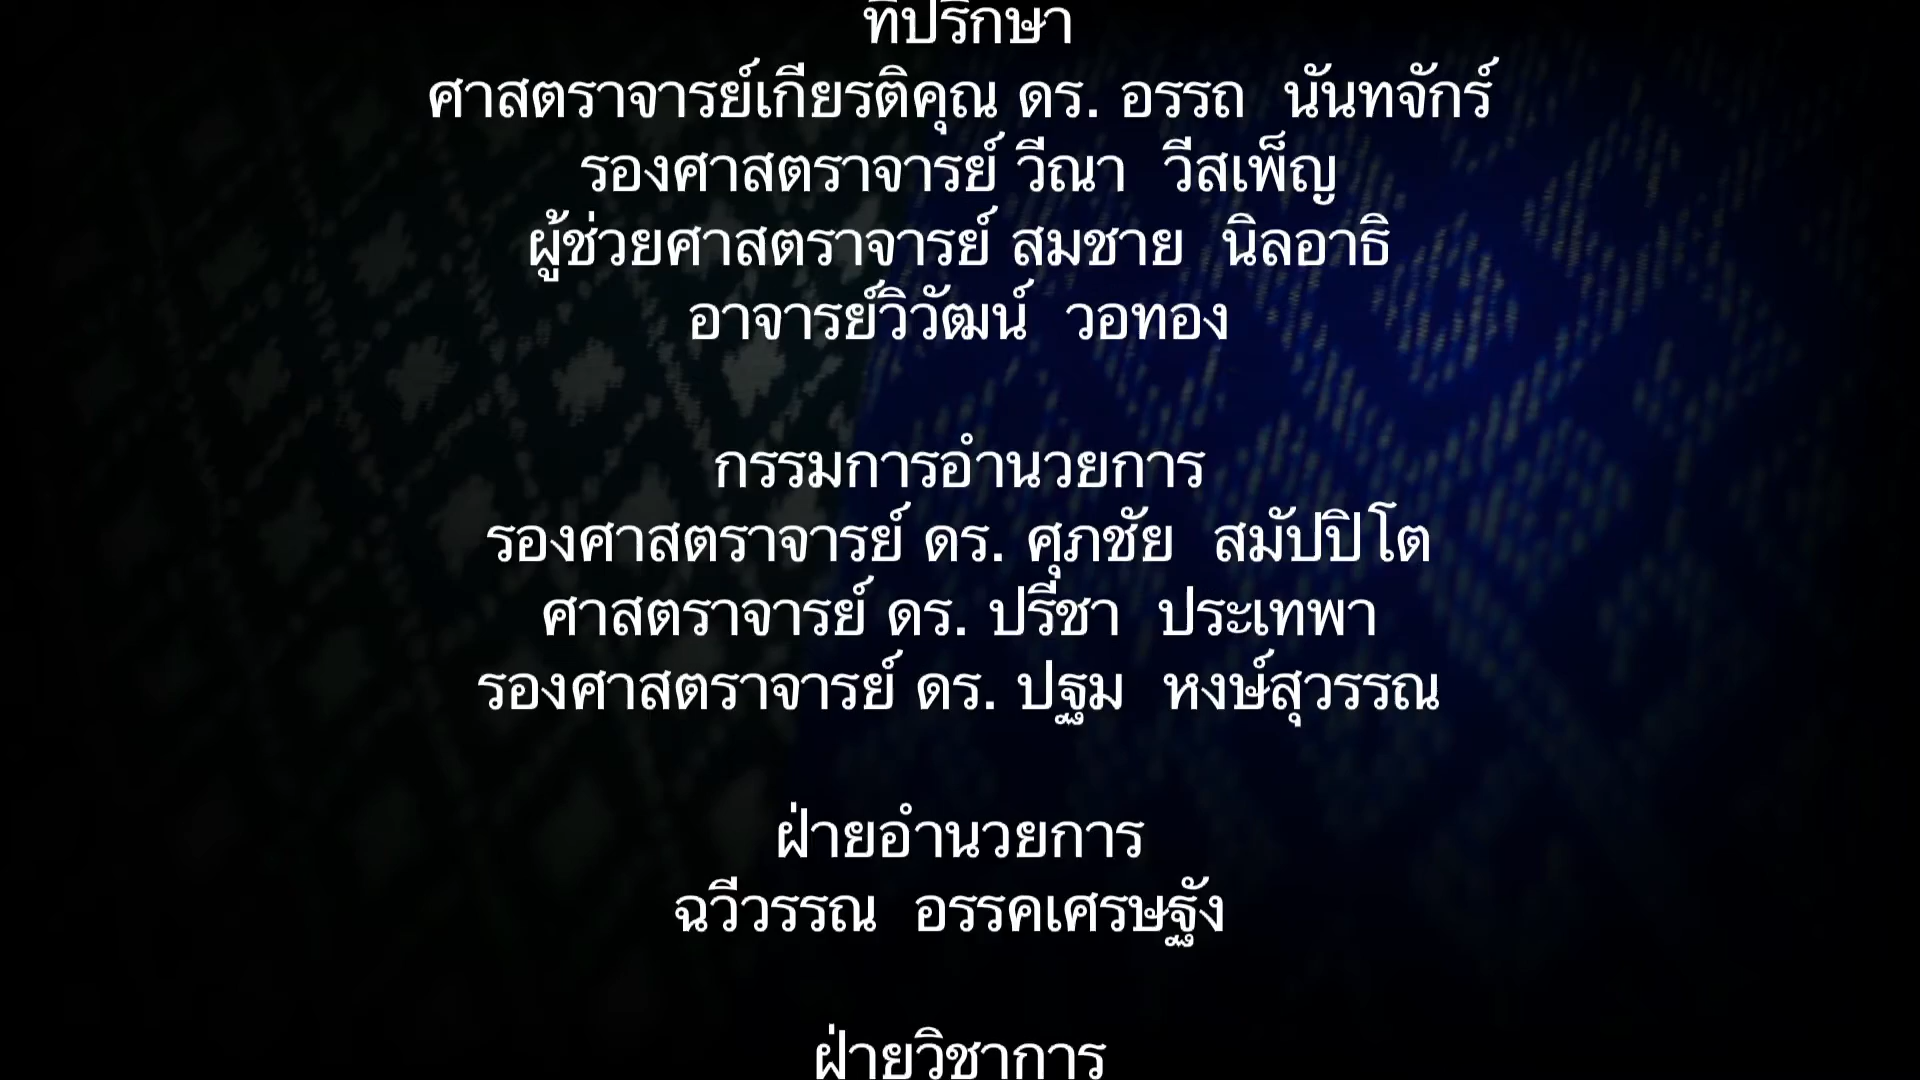 ที่ปรึกษา
ศาสตราจารย์เกียรติคุณ ดร. อรรถ นันทจักร์
รองศาสตราจารย์ วีณา วีสเพ็ญ
ผู้ช่วยศาสตราจารย์ สมชาย นิลอาธิ
อาจารย์วิวัฒน์ วอทอง
กรรมการอำนวยการ
รองศาสตราจารย์ ดร. ศุภชัย สมัปปิโต
ศาสตราจารย์ ดร. ปรีชา ประเทพา
รองศาสตราจารย์ ดร. ปฐม หงษ์สุวรรณ
ฝ่ายอำนวยการ
ฉวีวรรณ อรรคเศรษฐัง
ฝ่ายวิชาการ